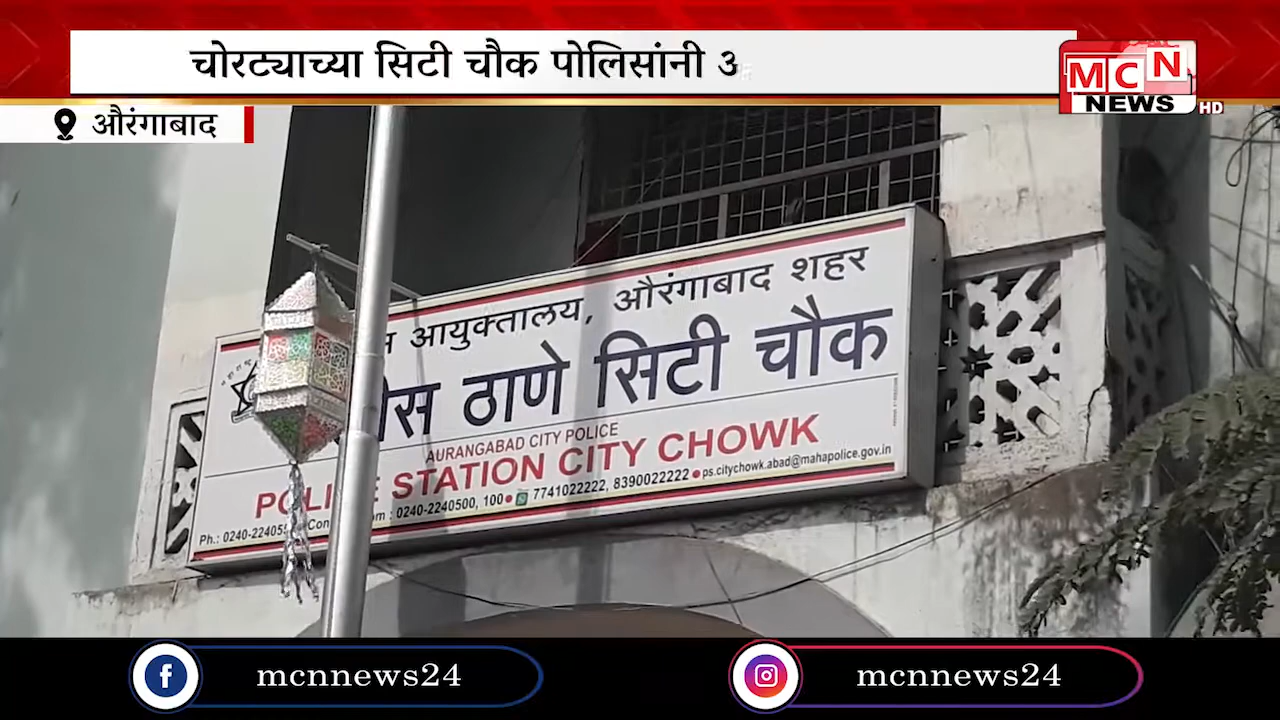 चोरट्याच्या सिटी चौक पोलिसांनी
MCN
NEWS HD
औरंगाबाद
आयुक्तालय, औरंगाबाद शहर
ठाणे सिटी चौक
AURANGABAD CITY POLICE
STATION CITY CHOWK
Ph.: 0240-2240500, 100 7741022222, 8390022222 ps.citychowk.abad@mahapolice.gov.in
mcnnews24
mcnnews24